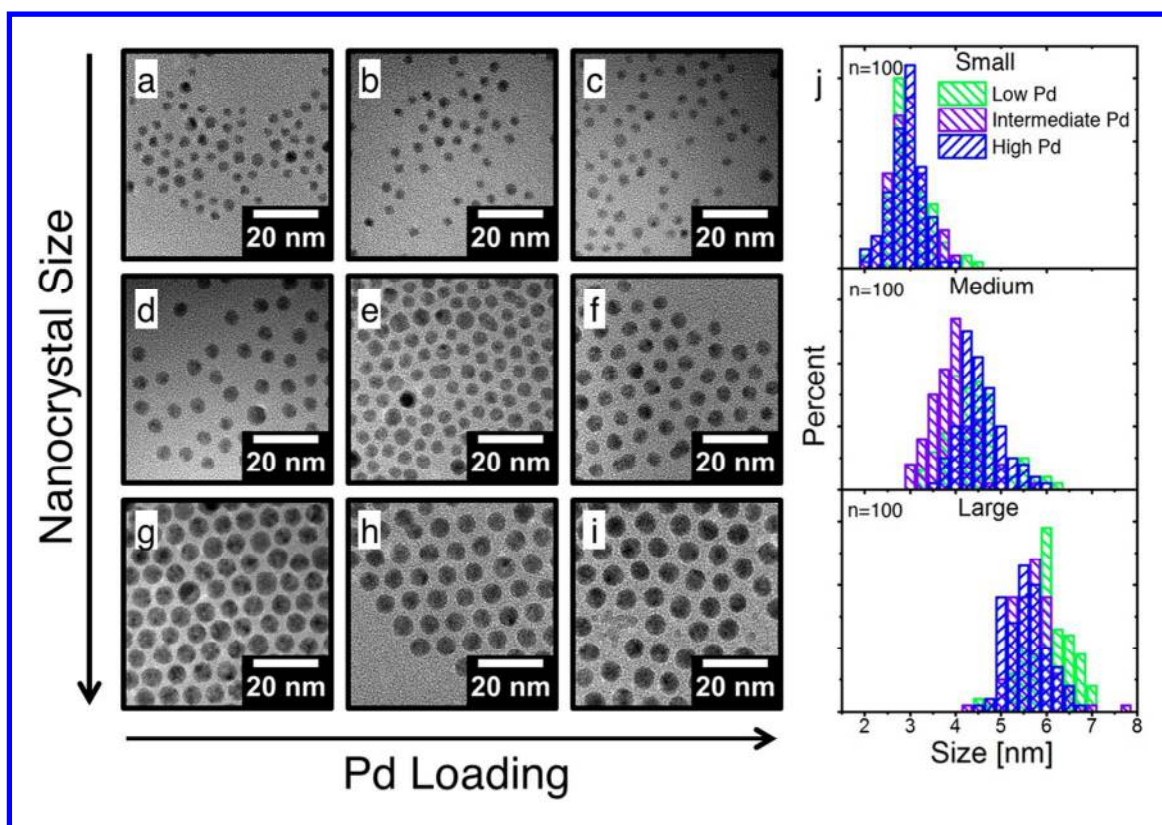 Nanocrystal Size
a
20 nm
b
20 nm
c
20 nm
d
20 nm
e
20 nm
f
20 nm
g
20 nm
h
20 nm
i
20 nm
Pd Loading
j
n=100
Small
Low Pd
Intermediate Pd
High Pd
n=100
Medium
Percent
n=100
Large
2 3 4 5 6 7 8
Size [nm]